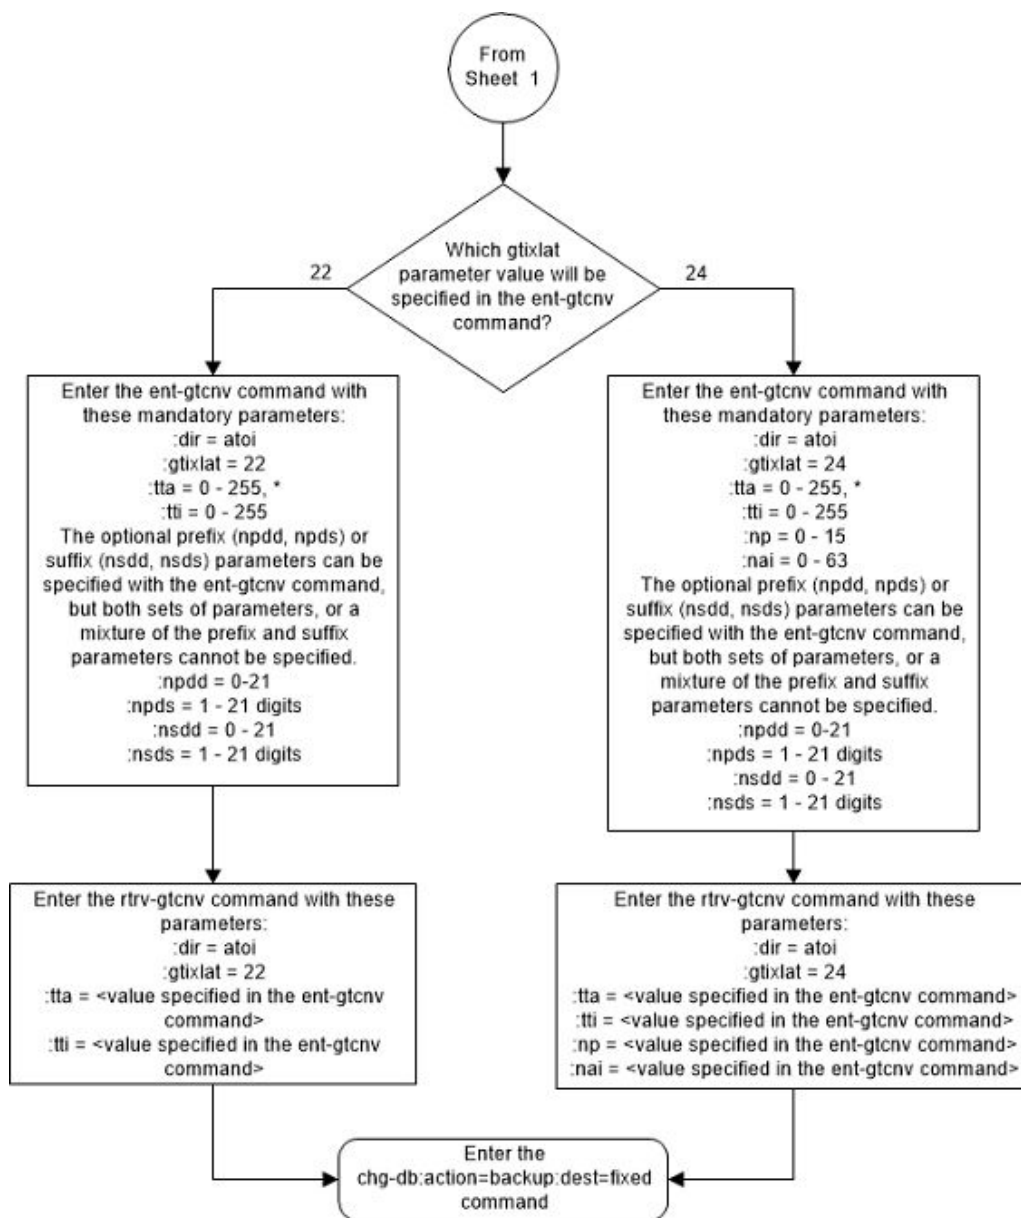 From
Sheet 1
Which gtixlat
parameter value will be
specified in the ent-gtcnv
command?
22
24
Enter the ent-gtcnv command with
these mandatory parameters:
:dir = atoi
:gtixlat = 22
:tta = 0 - 255, *
:tti = 0 - 255
The optional prefix (npdd, npds) or
suffix (nsdd, nsds) parameters can be
specified with the ent-gtcnv command,
but both sets of parameters, or a
mixture of the prefix and suffix
parameters cannot be specified.
:npdd = 0-21
:npds = 1 - 21 digits
:nsdd = 0 - 21
:nsds = 1 - 21 digits
Enter the ent-gtcnv command with
these mandatory parameters:
:dir = atoi
:gtixlat = 24
:tta = 0 - 255, *
:tti = 0 - 255
:np = 0 - 15
:nai = 0 - 63
The optional prefix (npdd, npds) or
suffix (nsdd, nsds) parameters can be
specified with the ent-gtcnv command,
but both sets of parameters, or a
mixture of the prefix and suffix
parameters cannot be specified.
:npdd = 0-21
:npds = 1 - 21 digits
:nsdd = 0 - 21
:nsds = 1 - 21 digits
Enter the rtrv-gtcnv command with these
parameters:
:dir = atoi
:gtixlat = 22
:tta = <value specified in the ent-gtcnv
command>
:tti = <value specified in the ent-gtcnv
command>
Enter the rtrv-gtcnv command with these
parameters:
:dir = atoi
:gtixlat = 24
:tta = <value specified in the ent-gtcnv command>
:tti = <value specified in the ent-gtcnv command>
:np = <value specified in the ent-gtcnv command>
:nai = <value specified in the ent-gtcnv command>
Enter the
chg-db:action=backup:dest=fixed
command